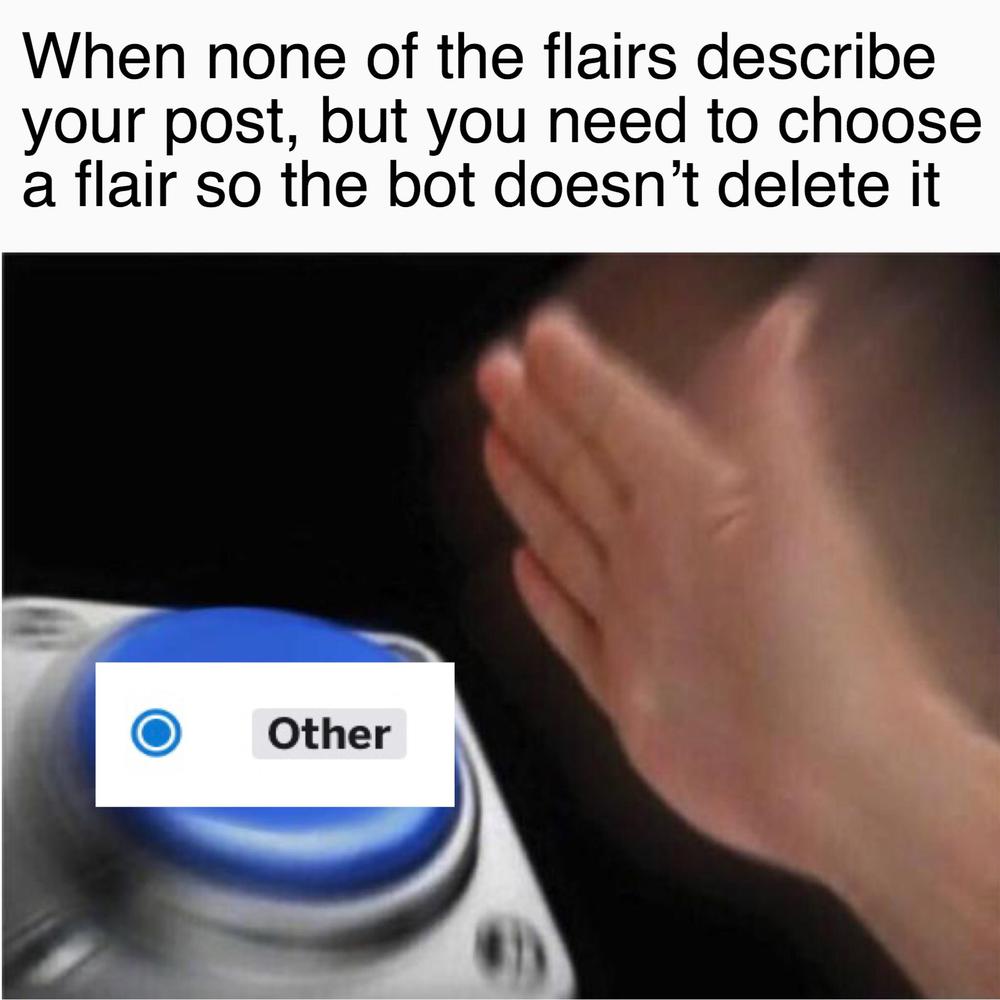 When none of the flairs describe
your post, but you need to choose
a flair so the bot doesn’t delete it
Other